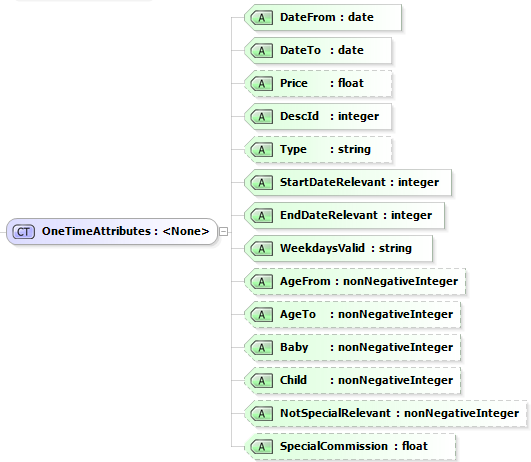 A DateFrom : date
A DateTo : date
A Price : float
A DescId : integer
A Type : string
A StartDateRelevant : integer
CT OneTimeAttributes : <None>
A EndDateRelevant : integer
A WeekdaysValid : string
A AgeFrom : nonNegativeInteger
A AgeTo : nonNegativeInteger
A Baby : nonNegativeInteger
A Child : nonNegativeInteger
A NotSpecialRelevant : nonNegativeInteger
A SpecialCommission : float